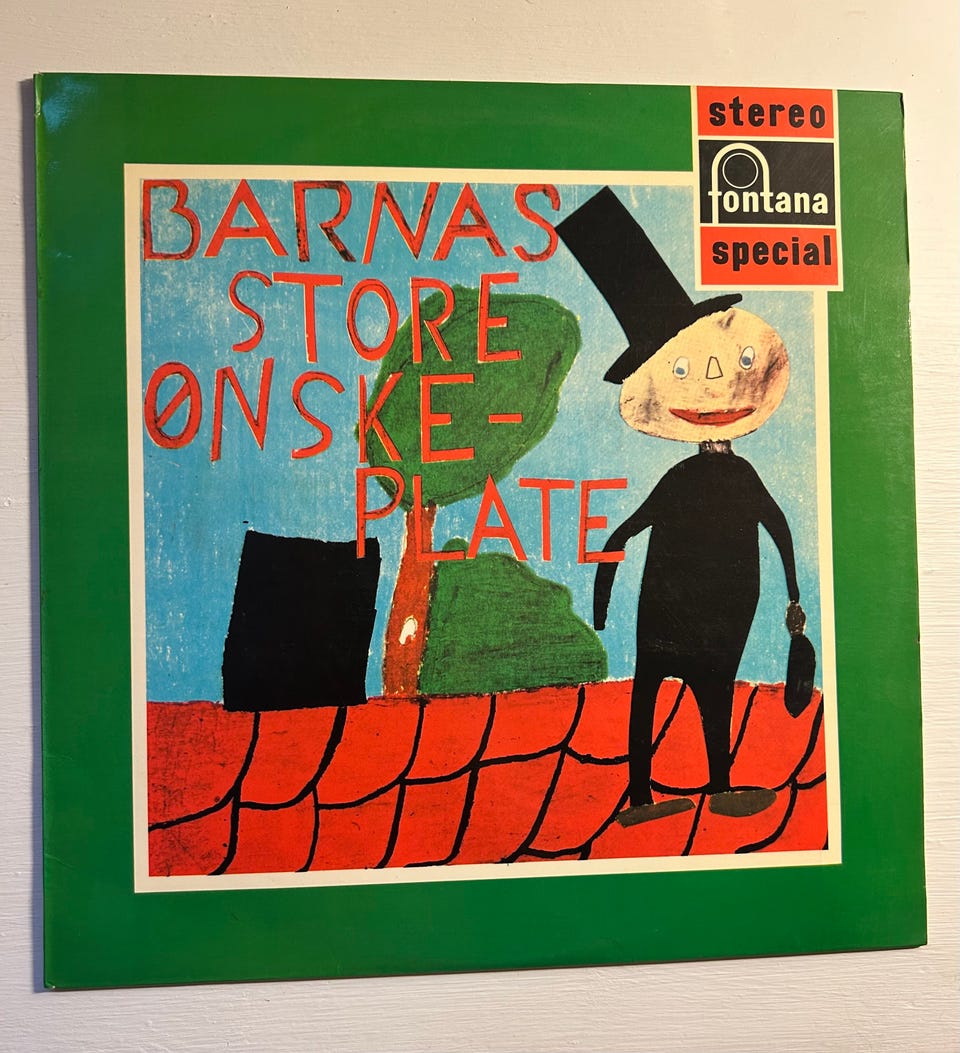 stereo
fontana
special
BARNAS
STORE
ØNSKE-
PLATE